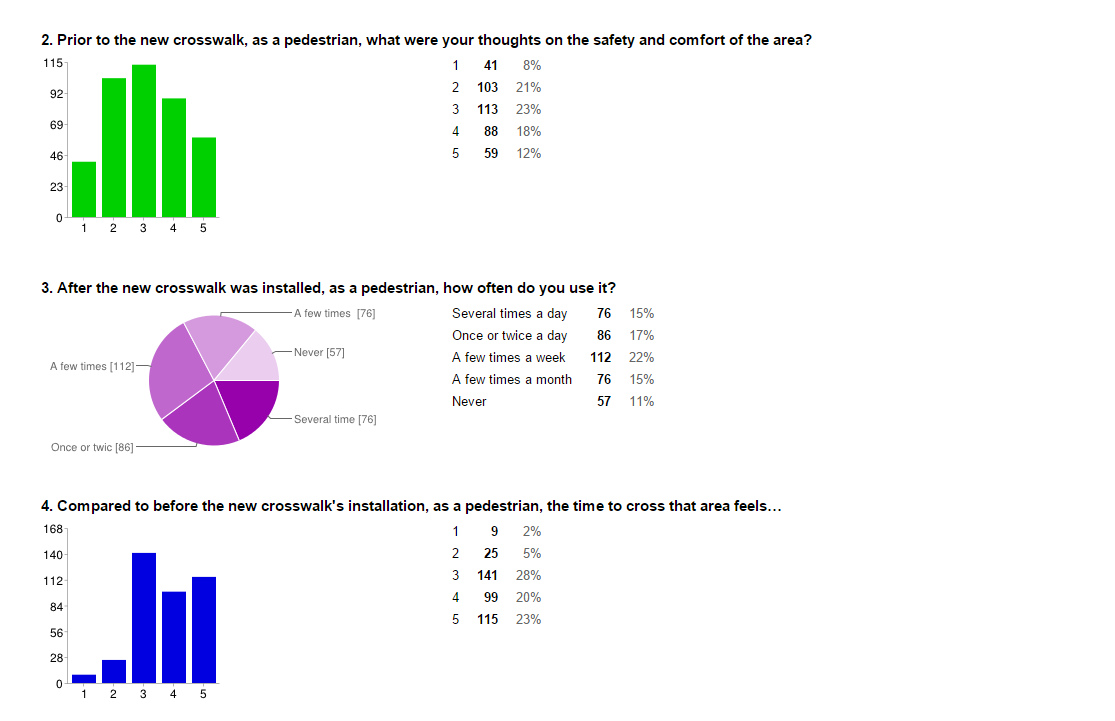 2. Prior to the new crosswalk, as a pedestrian, what were your thoughts on the safety and comfort of the area?
115
92
69
46
23
0
1 2 3 4 5
1 41 8%
2 103 21%
3 113 23%
4 88 18%
5 59 12%
3. After the new crosswalk was installed, as a pedestrian, how often do you use it?
A few times [76]
Never [57]
A few times [112]
Several time [76]
Once or twic [86]
Several times a day 76 15%
Once or twice a day 86 17%
A few times a week 112 22%
A few times a month 76 15%
Never 57 11%
4. Compared to before the new crosswalk's installation, as a pedestrian, the time to cross that area feels…
168
140
112
84
56
28
0
1 2 3 4 5
1 9 2%
2 25 5%
3 141 28%
4 99 20%
5 115 23%